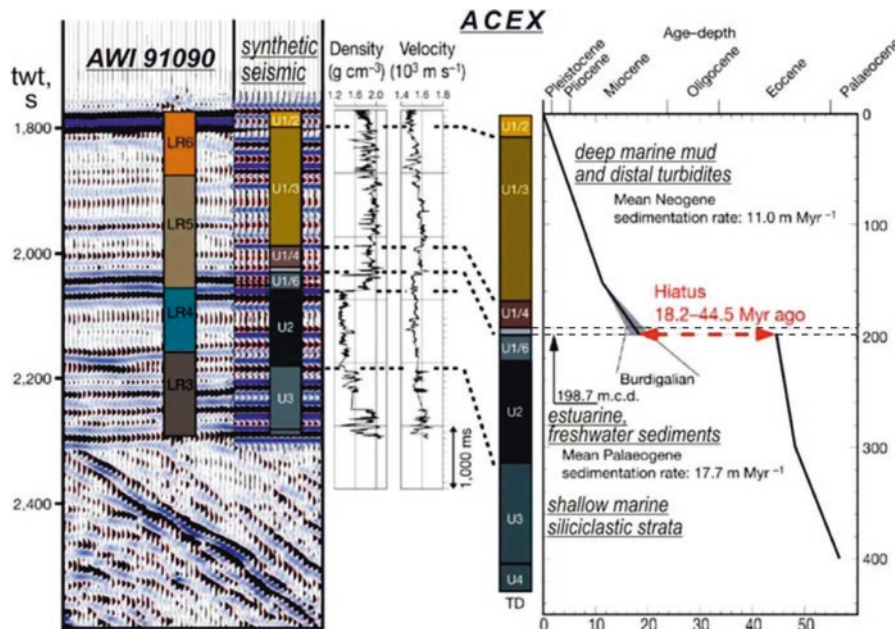 ACEX
AWI 91090
synthetic
seismic
Density
(g cm⁻³)
Velocity
(10³ m s⁻¹)
Age–depth
Pleistocene
Pliocene
Miocene
Oligocene
Eocene
Palaeocene
twt,
s
1.2 1.6 2.0
1.4 1.6 1.8
1,800
2,000
2,200
2,400
LR6
LR5
LR4
LR3
U1/2
U1/3
U1/4
U1/6
U2
U3
1,000 ms
U1/2
U1/3
U1/4
U1/6
U2
U3
U4
TD
deep marine mud
and distal turbidites
Mean Neogene
sedimentation rate: 11.0 m Myr⁻¹
Hiatus
18.2–44.5 Myr ago
Burdigalian
198.7 m.c.d.
estuarine,
freshwater sediments
Mean Palaeogene
sedimentation rate: 17.7 m Myr⁻¹
shallow marine
siliciclastic strata
0
100
200
300
400
0 10 20 30 40 50